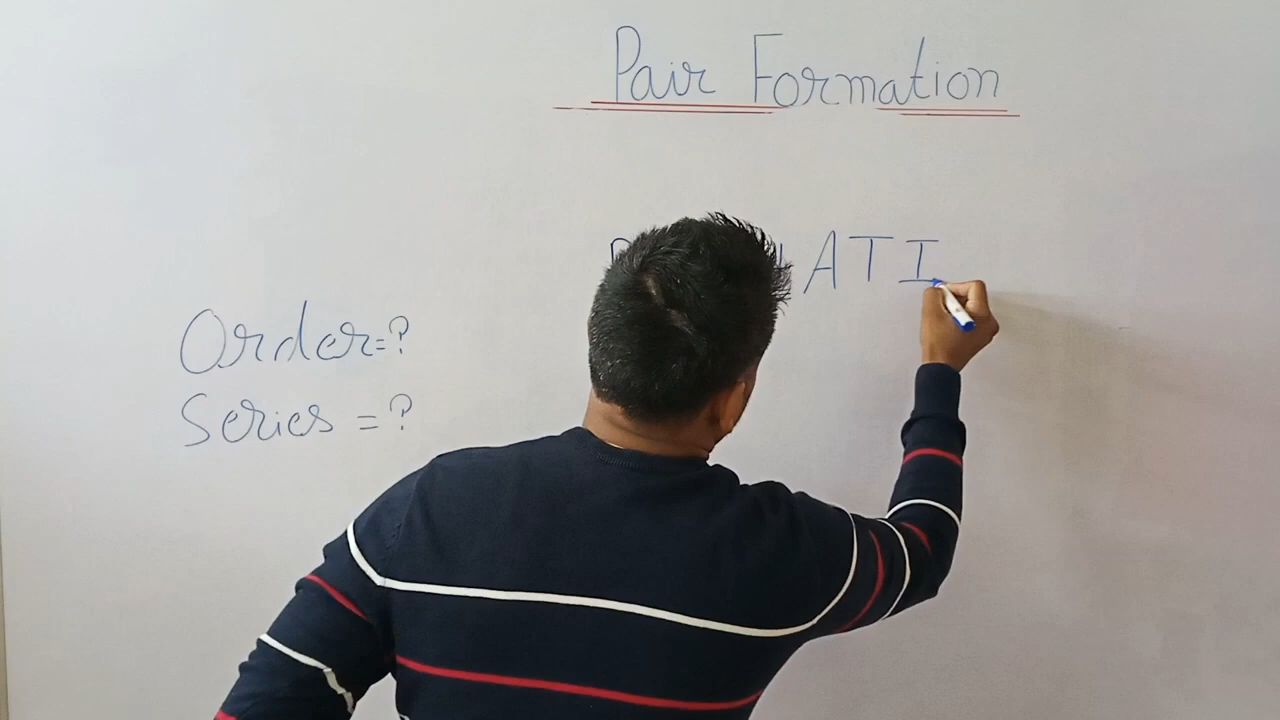 Pair Formation
ATI
Order=?
Series = ?